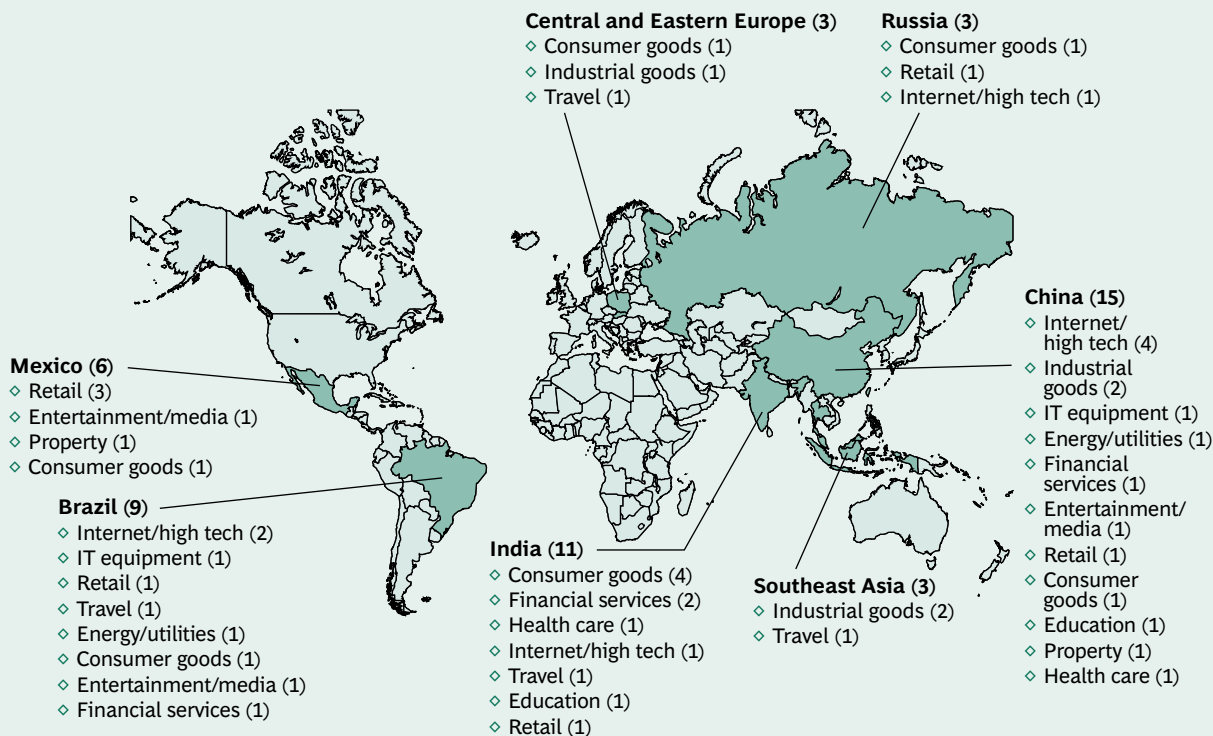 Central and Eastern Europe (3)
◇ Consumer goods (1)
◇ Industrial goods (1)
◇ Travel (1)
Russia (3)
◇ Consumer goods (1)
◇ Retail (1)
◇ Internet/high tech (1)
Mexico (6)
◇ Retail (3)
◇ Entertainment/media (1)
◇ Property (1)
◇ Consumer goods (1)
Brazil (9)
◇ Internet/high tech (2)
◇ IT equipment (1)
◇ Retail (1)
◇ Travel (1)
◇ Energy/utilities (1)
◇ Consumer goods (1)
◇ Entertainment/media (1)
◇ Financial services (1)
India (11)
◇ Consumer goods (4)
◇ Financial services (2)
◇ Health care (1)
◇ Internet/high tech (1)
◇ Travel (1)
◇ Education (1)
◇ Retail (1)
Southeast Asia (3)
◇ Industrial goods (2)
◇ Travel (1)
China (15)
◇ Internet/
high tech (4)
◇ Industrial
goods (2)
◇ IT equipment (1)
◇ Energy/utilities (1)
◇ Financial
services (1)
◇ Entertainment/
media (1)
◇ Retail (1)
◇ Consumer
goods (1)
◇ Education (1)
◇ Property (1)
◇ Health care (1)